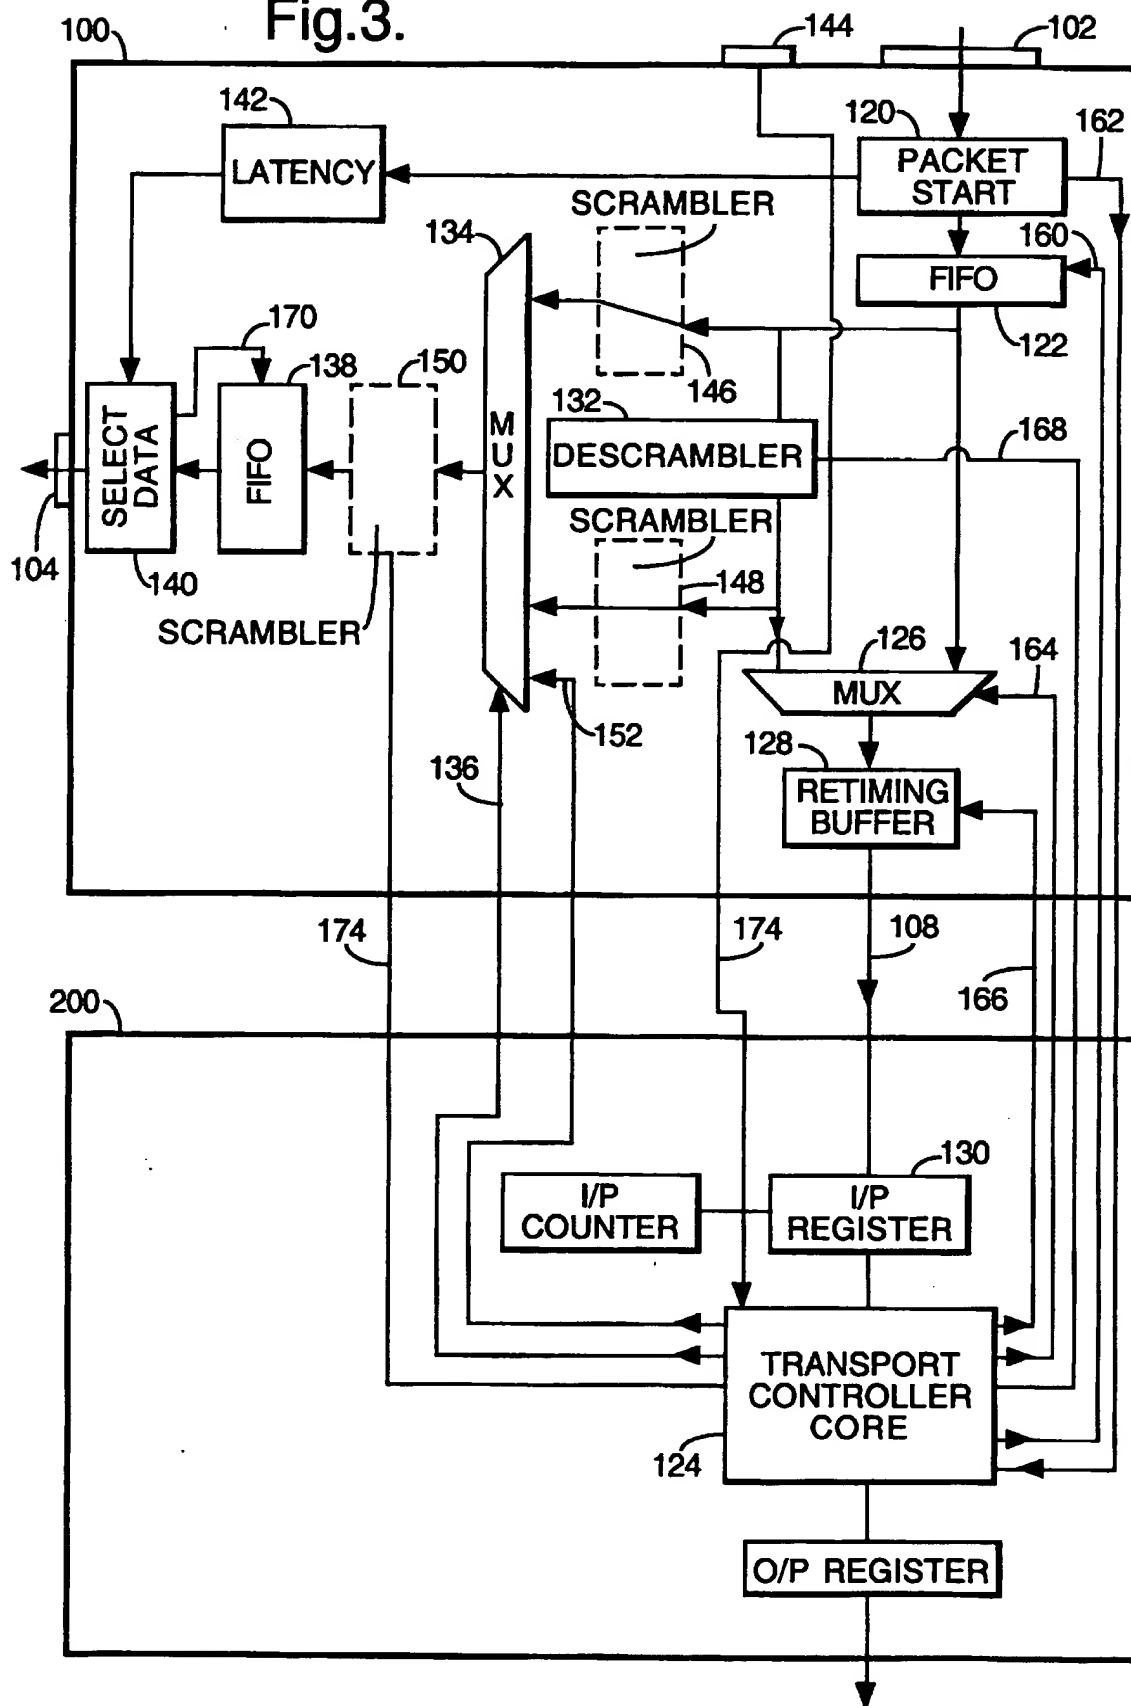 Fig.3.
100
144
102
142
120
162
LATENCY
PACKET
START
SCRAMBLER
134
160
FIFO
170
138
150
122
146
132
168
SELECT
DATA
FIFO
MUX
DESCRAMBLER
SCRAMBLER
104
140
148
SCRAMBLER
126
164
MUX
152
128
136
RETIMING
BUFFER
174
174
108
166
200
130
I/P
COUNTER
I/P
REGISTER
TRANSPORT
CONTROLLER
CORE
124
O/P REGISTER